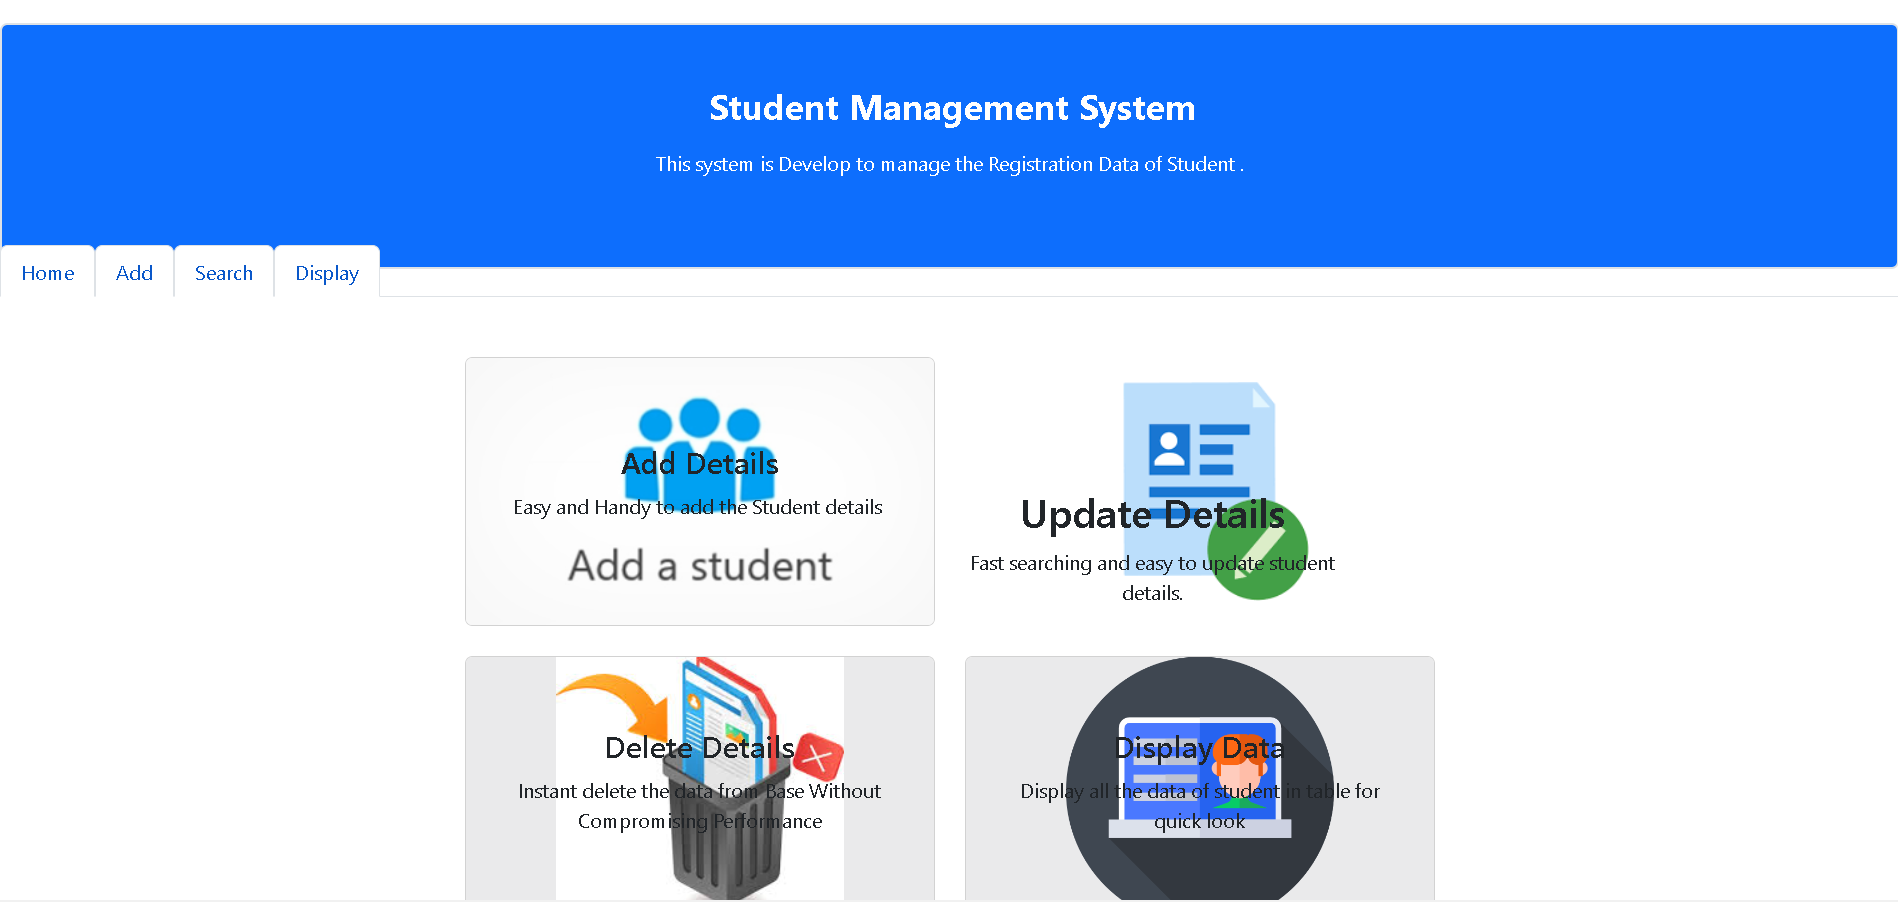 Student Management System
This system is Develop to manage the Registration Data of Student .
Home
Add
Search
Display
Add Details
Easy and Handy to add the Student details
Add a student
Update Details
Fast searching and easy to update student
details.
Delete Details
Instant delete the data from Base Without
Compromising Performance
Display Data
Display all the data of student in table for
quick look